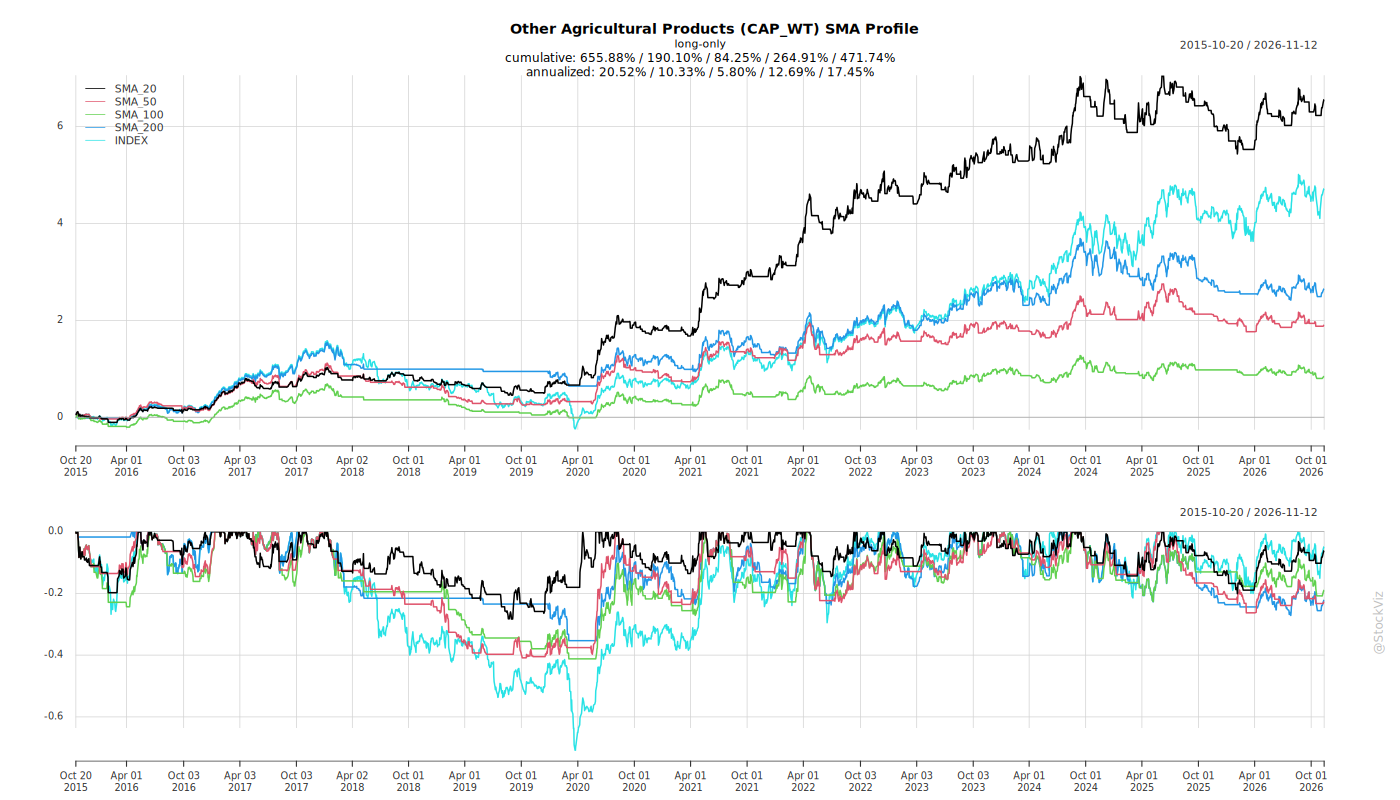 Other Agricultural Products (CAP_WT) SMA Profile
long-only
cumulative: 655.88% / 190.10% / 84.25% / 264.91% / 471.74%
annualized: 20.52% / 10.33% / 5.80% / 12.69% / 17.45%
2015-10-20 / 2026-11-12
SMA_20
SMA_50
SMA_100
SMA_200
INDEX
6
4
2
0
Oct 20 Apr 01 Oct 03 Apr 03 Oct 03 Apr 02 Oct 01 Apr 01 Oct 01 Apr 01 Oct 01 Apr 01 Oct 01 Apr 01 Oct 03 Apr 03 Oct 03 Apr 01 Oct 01 Apr 01 Oct 01 Apr 01 Oct 01
2015 2016 2016 2017 2017 2018 2018 2019 2019 2020 2020 2021 2021 2022 2022 2023 2023 2024 2024 2025 2025 2026 2026
2015-10-20 / 2026-11-12
0.0
-0.2
-0.4
-0.6
Oct 20 Apr 01 Oct 03 Apr 03 Oct 03 Apr 02 Oct 01 Apr 01 Oct 01 Apr 01 Oct 01 Apr 01 Oct 01 Apr 01 Oct 03 Apr 03 Oct 03 Apr 01 Oct 01 Apr 01 Oct 01 Apr 01 Oct 01
2015 2016 2016 2017 2017 2018 2018 2019 2019 2020 2020 2021 2021 2022 2022 2023 2023 2024 2024 2025 2025 2026 2026
@StockViz